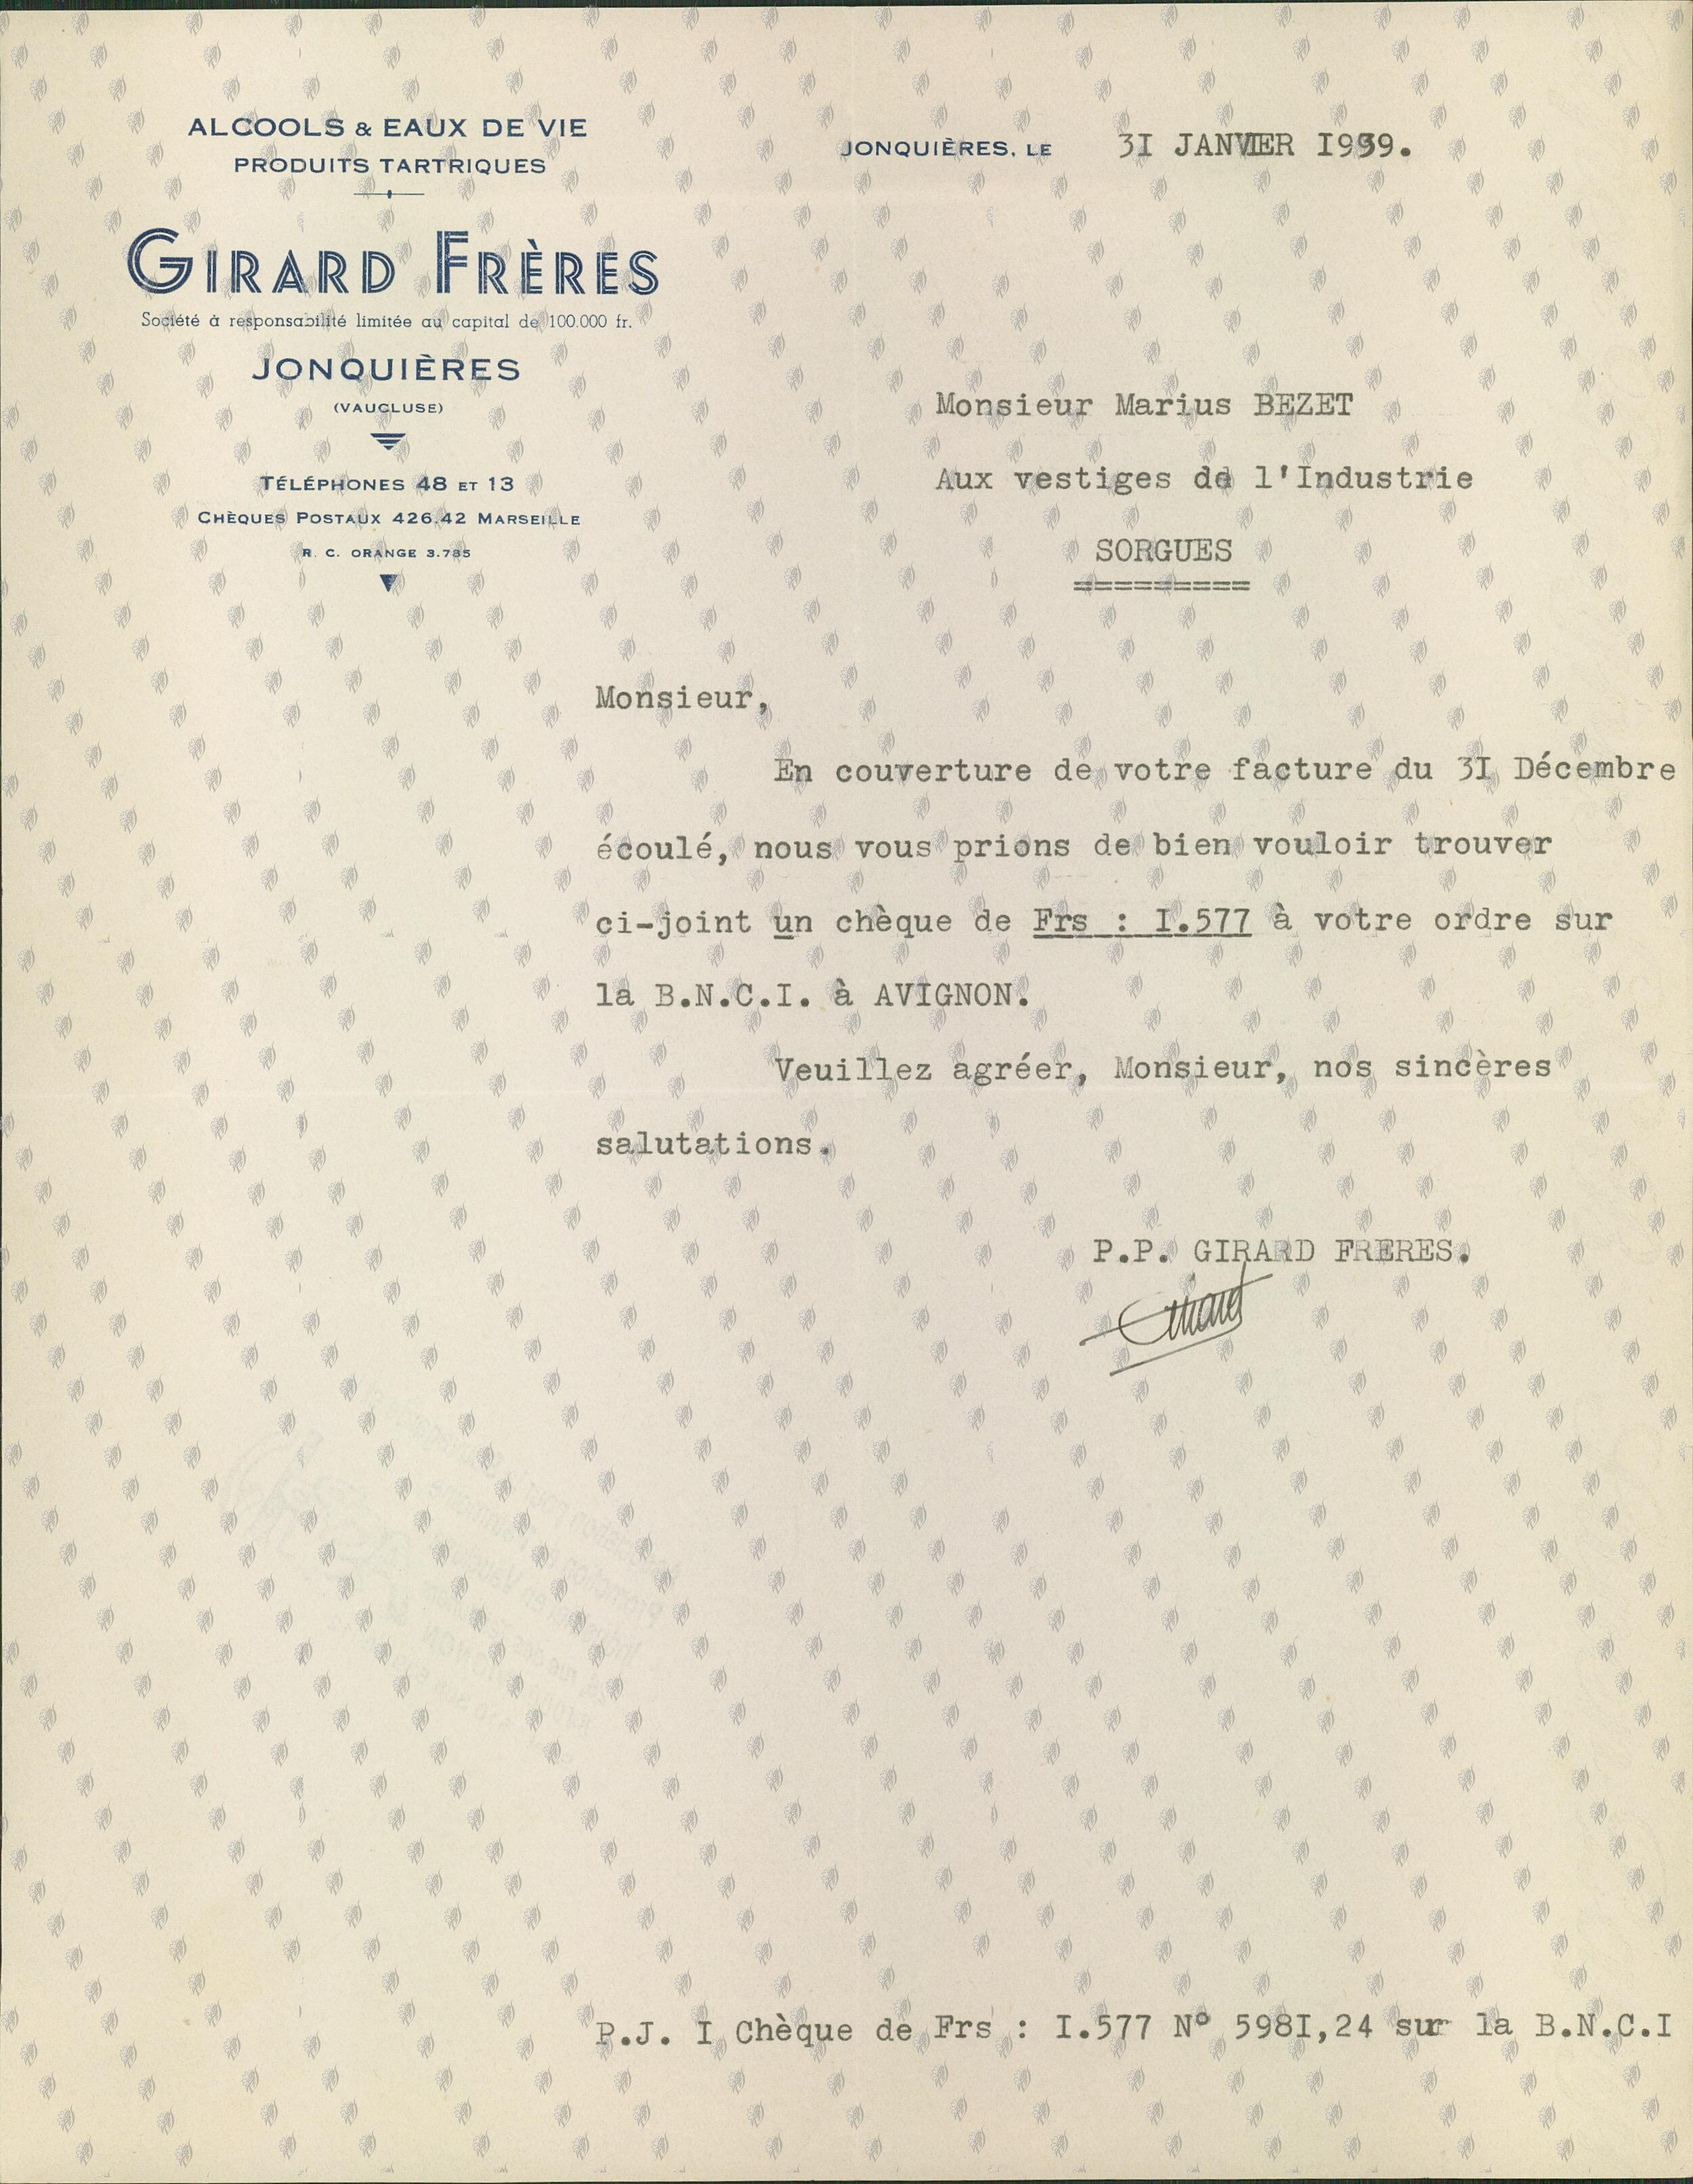 ALCOOLS & EAUX DE VIE
PRODUITS TARTRIQUES
GIRARD FRÈRES
Société à responsabilité limitée au capital de 100.000 fr.
JONQUIÈRES
(VAUCLUSE)
TÉLÉPHONES 48 ET 13
CHÈQUES POSTAUX 426.42 MARSEILLE
R. C. ORANGE 3.785
JONQUIÈRES, LE 3I JANVIER I939.
Monsieur Marius BEZET
Aux vestiges de l'Industrie
SORGUES
=========
Monsieur,
En couverture de votre facture du 3I Décembre
écoulé, nous vous prions de bien vouloir trouver
ci-joint un chèque de Frs : I.577 à votre ordre sur
la B.N.C.I. à AVIGNON.
Veuillez agréer, Monsieur, nos sincères
salutations.
P.P. GIRARD FRERES.
P.J. I Chèque de Frs : I.577 Nº 598I,24 sur la B.N.C.I